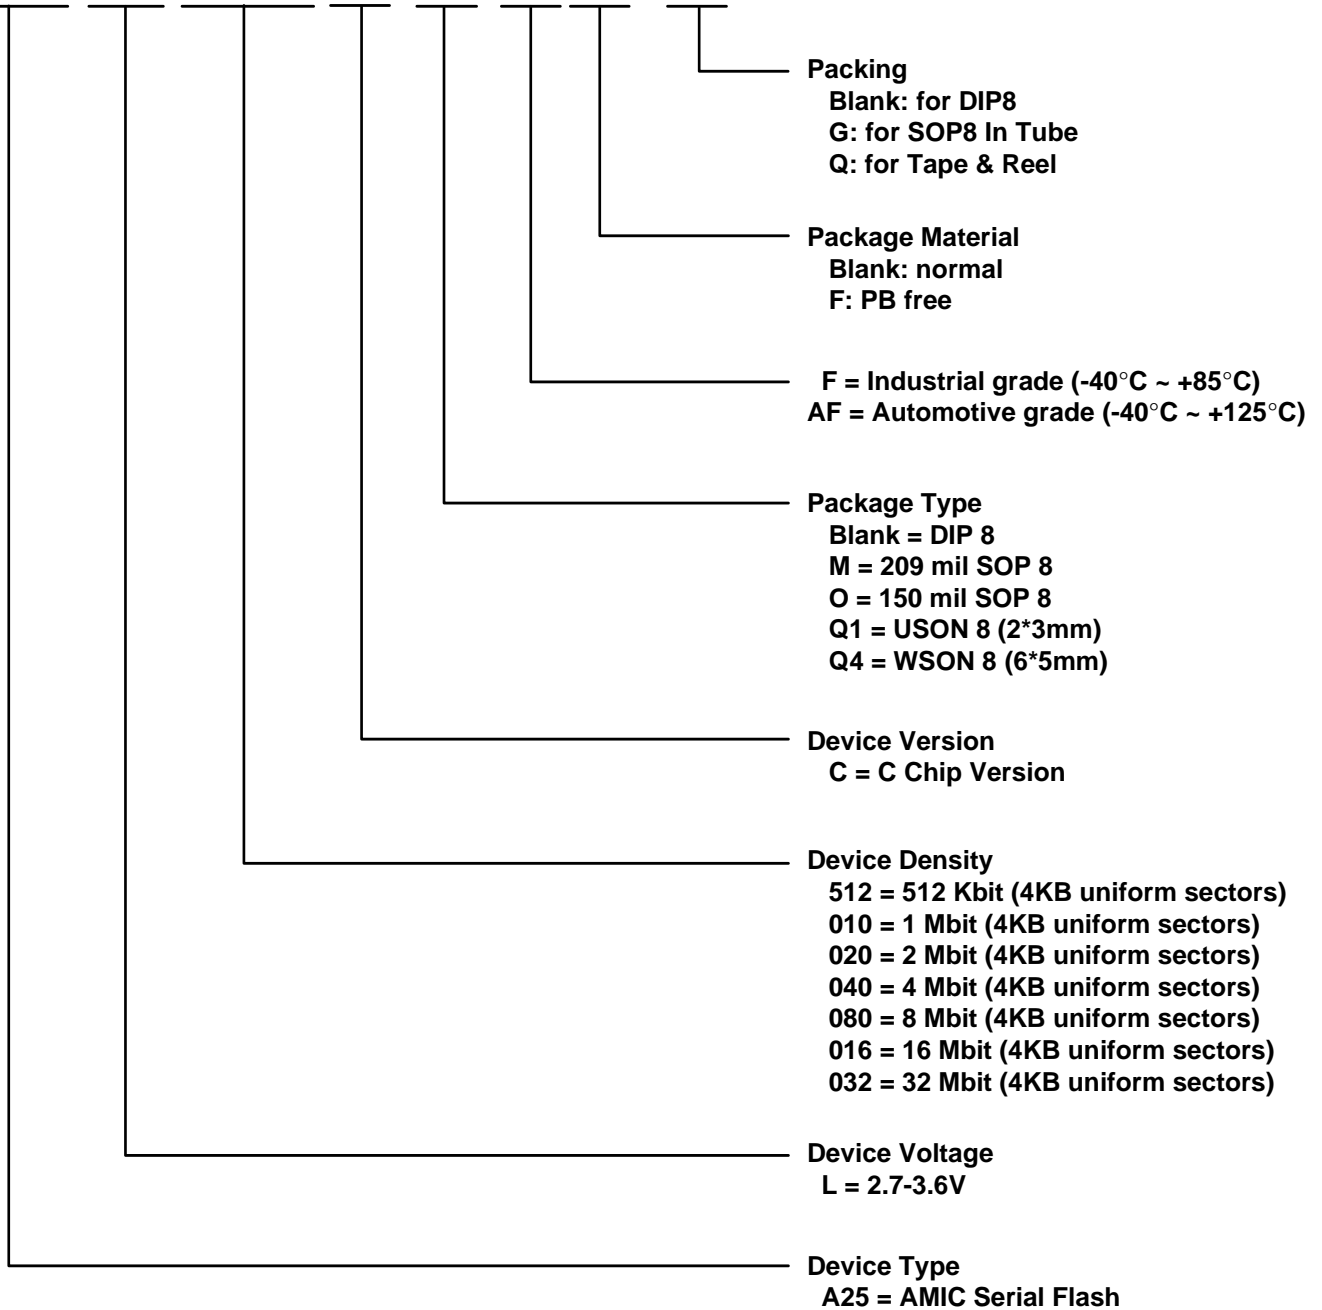 Packing
Blank: for DIP8
G: for SOP8 In Tube
Q: for Tape & Reel
Package Material
Blank: normal
F: PB free
F = Industrial grade (-40°C ~ +85°C)
AF = Automotive grade (-40°C ~ +125°C)
Package Type
Blank = DIP 8
M = 209 mil SOP 8
O = 150 mil SOP 8
Q1 = USON 8 (2*3mm)
Q4 = WSON 8 (6*5mm)
Device Version
C = C Chip Version
Device Density
512 = 512 Kbit (4KB uniform sectors)
010 = 1 Mbit (4KB uniform sectors)
020 = 2 Mbit (4KB uniform sectors)
040 = 4 Mbit (4KB uniform sectors)
080 = 8 Mbit (4KB uniform sectors)
016 = 16 Mbit (4KB uniform sectors)
032 = 32 Mbit (4KB uniform sectors)
Device Voltage
L = 2.7-3.6V
Device Type
A25 = AMIC Serial Flash